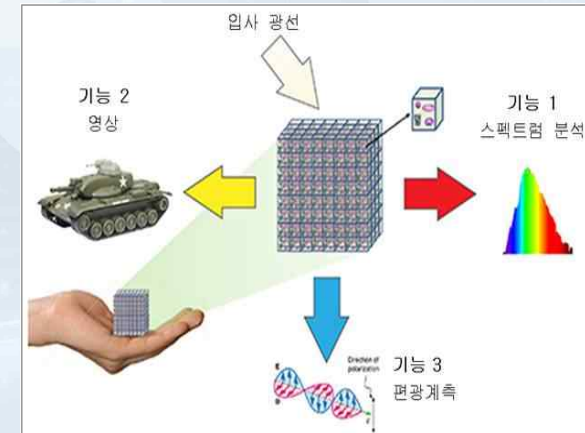 입사 광선
기능 2
영상
기능 1
스펙트럼 분석
Direction of
polarization
기능 3
편광계측